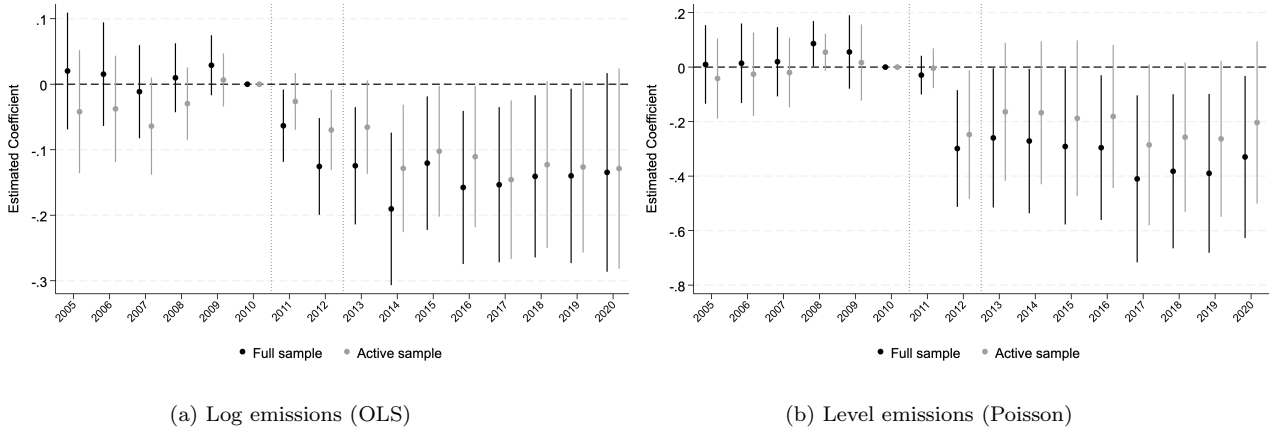 Estimated Coefficient
.1
0
-.1
-.2
-.3
2005 2006 2007 2008 2009 2010 2011 2012 2013 2014 2015 2016 2017 2018 2019 2020
Full sample Active sample
(a) Log emissions (OLS)
Estimated Coefficient
.2
0
-.2
-.4
-.6
-.8
2005 2006 2007 2008 2009 2010 2011 2012 2013 2014 2015 2016 2017 2018 2019 2020
Full sample Active sample
(b) Level emissions (Poisson)